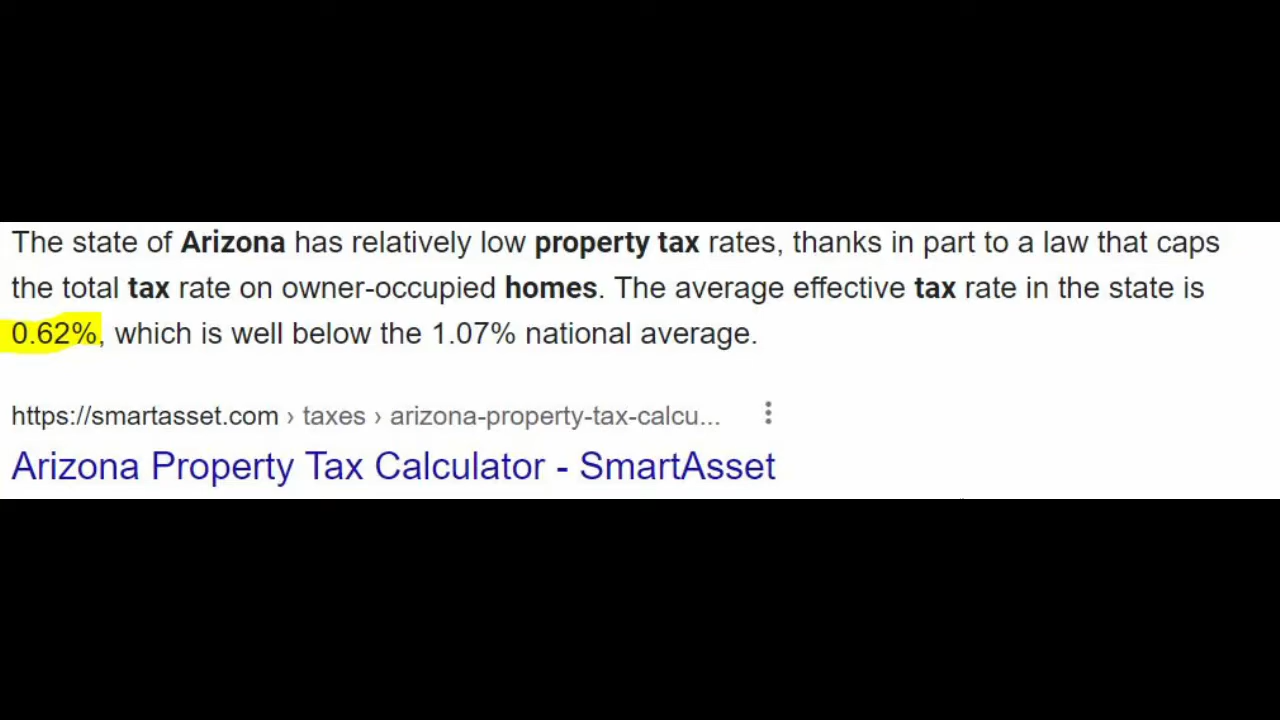 The state of Arizona has relatively low property tax rates, thanks in part to a law that caps
the total tax rate on owner-occupied homes. The average effective tax rate in the state is
0.62%, which is well below the 1.07% national average.
https://smartasset.com › taxes › arizona-property-tax-calcu...
Arizona Property Tax Calculator - SmartAsset